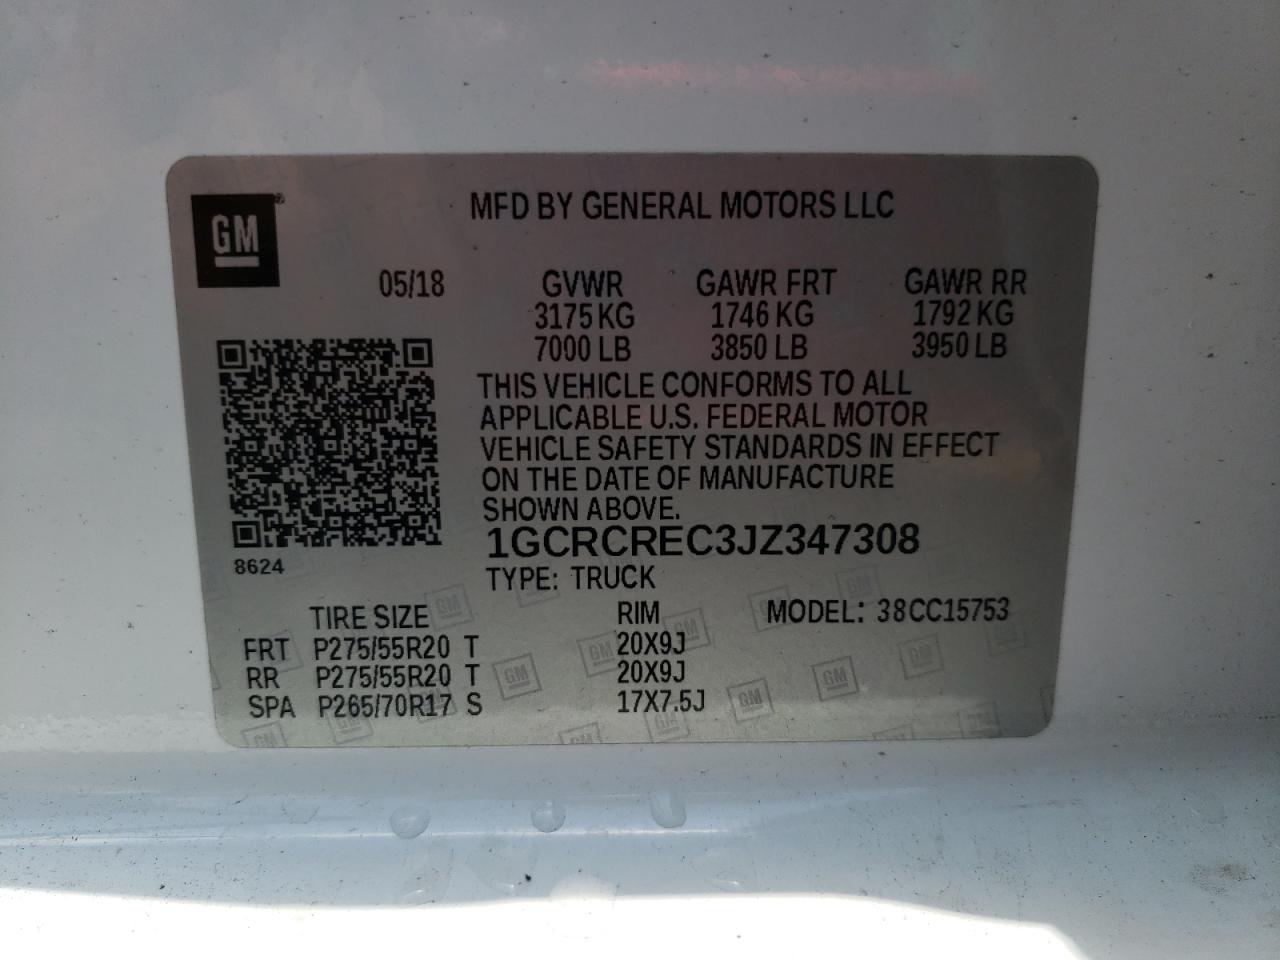 GM
MFD BY GENERAL MOTORS LLC
05/18 GVWR GAWR FRT GAWR RR
3175 KG 1746 KG 1792 KG
7000 LB 3850 LB 3950 LB
THIS VEHICLE CONFORMS TO ALL
APPLICABLE U.S. FEDERAL MOTOR
VEHICLE SAFETY STANDARDS IN EFFECT
ON THE DATE OF MANUFACTURE
SHOWN ABOVE.
1GCRCREC3JZ347308
8624
TYPE: TRUCK
TIRE SIZE RIM MODEL: 38CC15753
FRT P275/55R20 T 20X9J
RR P275/55R20 T 20X9J
SPA P265/70R17 S 17X7.5J